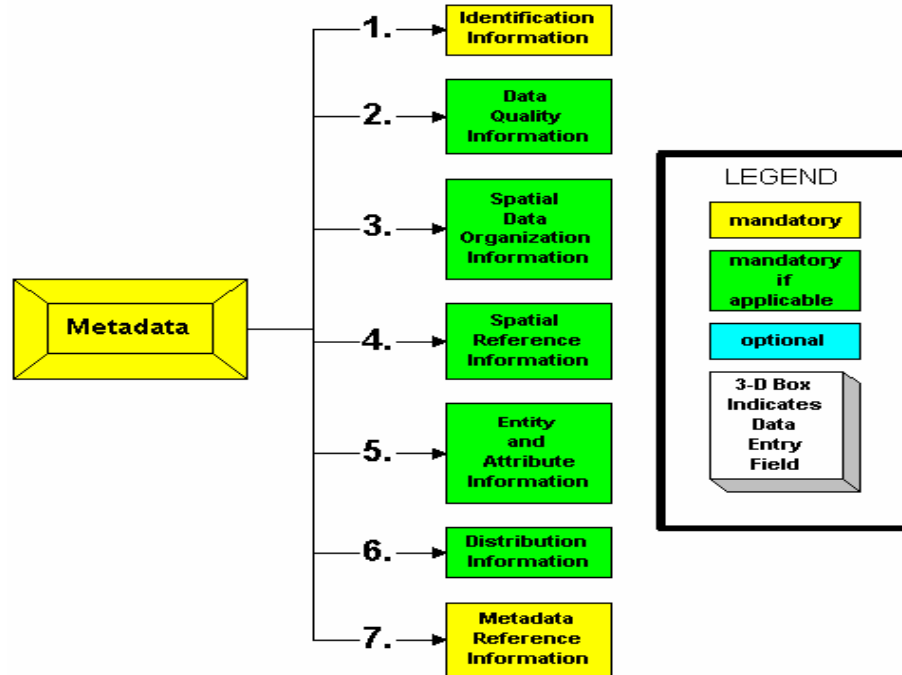 1.
Identification
Information
2.
Data
Quality
Information
3.
Spatial
Data
Organization
Information
Metadata
4.
Spatial
Reference
Information
5.
Entity
and
Attribute
Information
6.
Distribution
Information
7.
Metadata
Reference
Information
LEGEND
mandatory
mandatory
if
applicable
optional
3-D Box
Indicates
Data
Entry
Field